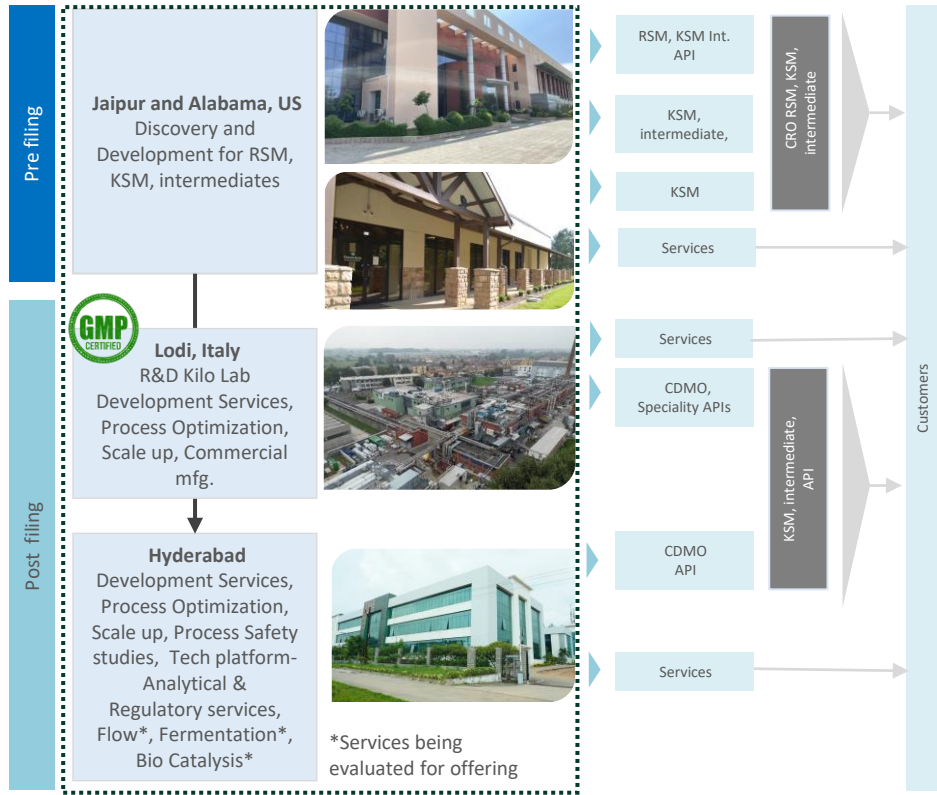 Pre filing
Jaipur and Alabama, US
Discovery and
Development for RSM,
KSM, intermediates
RSM, KSM Int.
API
KSM,
intermediate,
KSM
CRO RSM, KSM,
intermediate
Services
Customers
Post filing
GMP
CERTIFIED
Lodi, Italy
R&D Kilo Lab
Development Services,
Process Optimization,
Scale up, Commercial
mfg.
Services
CDMO,
Speciality APIs
KSM, intermediate,
API
Hyderabad
Development Services,
Process Optimization,
Scale up, Process Safety
studies, Tech platform-
Analytical &
Regulatory services,
Flow*, Fermentation*,
Bio Catalysis*
CDMO
API
Services
*Services being
evaluated for offering